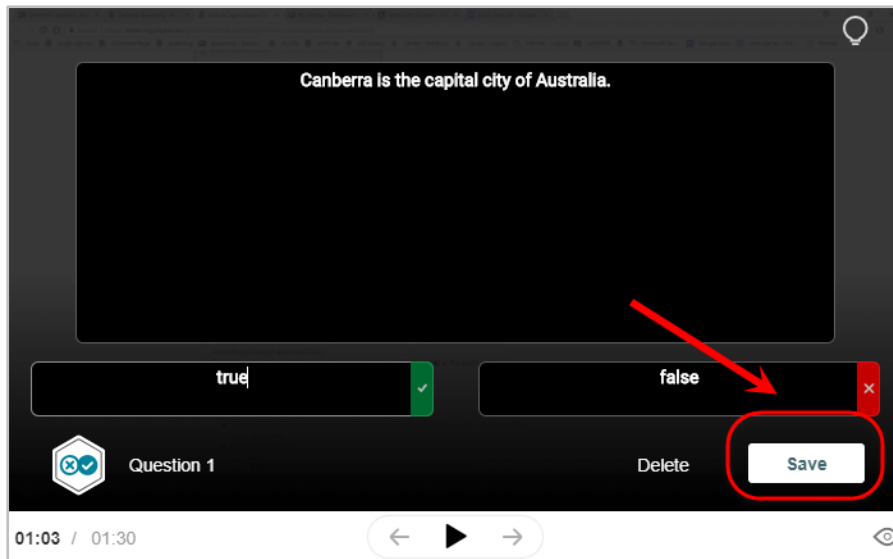 Canberra is the capital city of Australia.
true
false
Question 1
Delete
Save
01:03 / 01:30